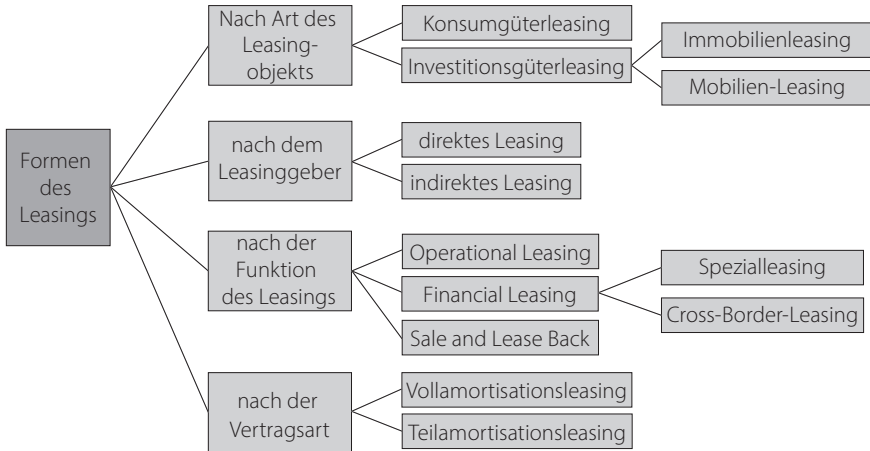 Formen
des
Leasings
Nach Art des
Leasing-
objekts
Konsumgüterleasing
Investitionsgüterleasing
Immobilienleasing
Mobilien-Leasing
nach dem
Leasinggeber
direktes Leasing
indirektes Leasing
nach der
Funktion
des Leasings
Operational Leasing
Financial Leasing
Sale and Lease Back
Spezialleasing
Cross-Border-Leasing
nach der
Vertragsart
Vollamortisationsleasing
Teilamortisationsleasing